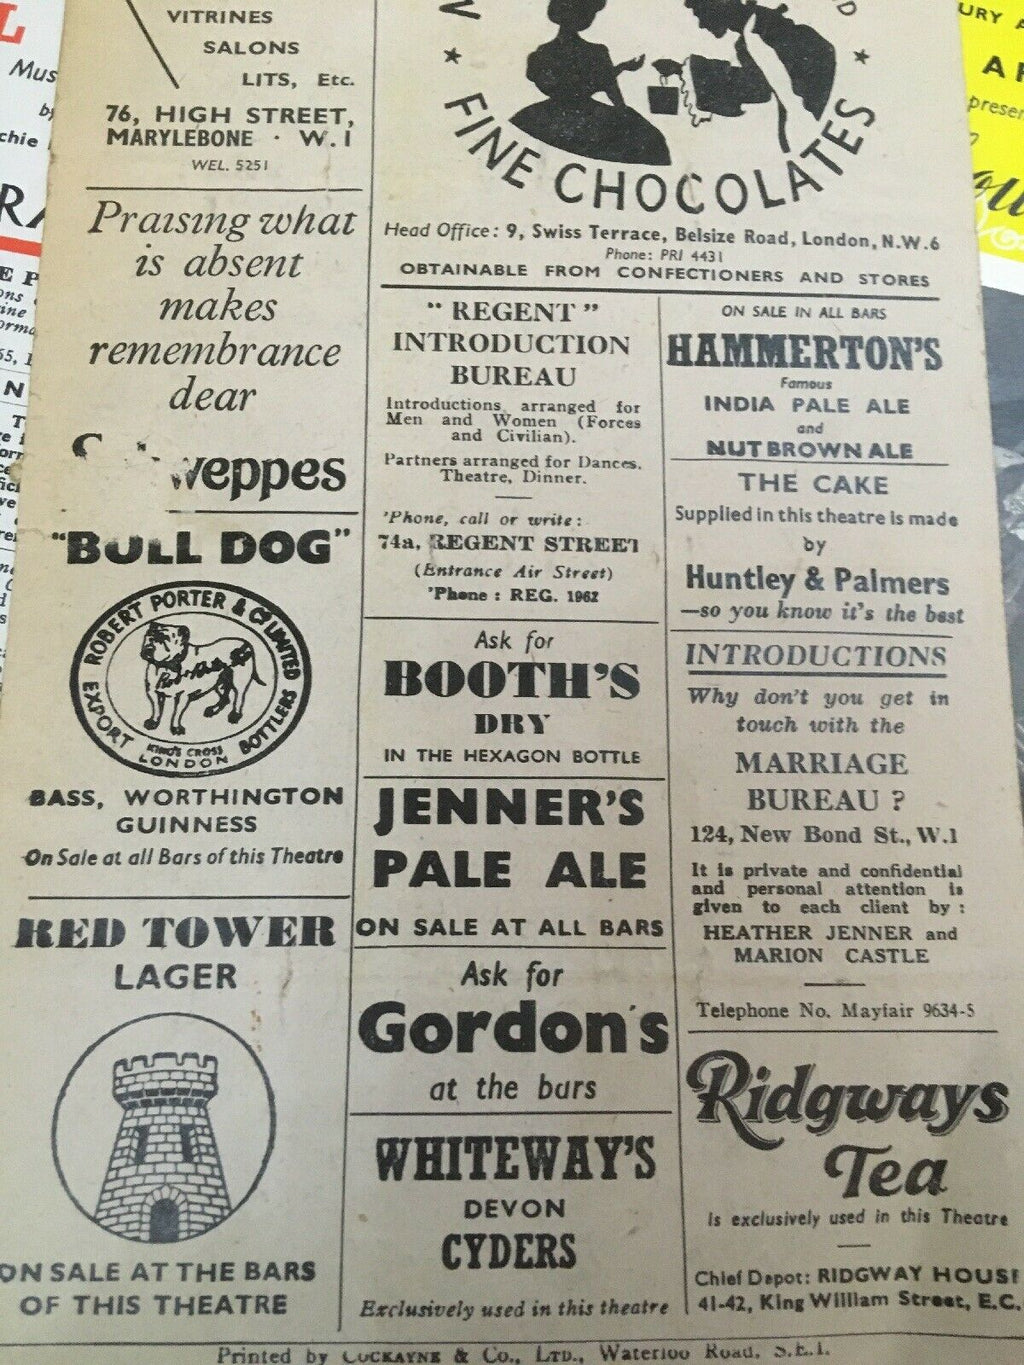 VITRINES
SALONS
LITS, Etc.
76, HIGH STREET,
MARYLEBONE · W.1
WEL. 5251
Praising what
is absent
makes
remembrance
dear
weppes
"BULL DOG"
ROBERT PORTER & CO LIMITED
EXPORT BOTTLERS
KING'S CROSS
LONDON
BASS, WORTHINGTON
GUINNESS
On Sale at all Bars of this Theatre
RED TOWER
LAGER
ON SALE AT THE BARS
OF THIS THEATRE
FINE CHOCOLATES
Head Office: 9, Swiss Terrace, Belsize Road, London, N.W.6
Phone: PRI 4431
OBTAINABLE FROM CONFECTIONERS AND STORES
"REGENT"
INTRODUCTION
BUREAU
Introductions arranged for
Men and Women (Forces
and Civilian).
Partners arranged for Dances,
Theatre, Dinner.
'Phone, call or write:
74a, REGENT STREET
(Entrance Air Street)
'Phone: REG. 1962
Ask for
BOOTH'S
DRY
IN THE HEXAGON BOTTLE
JENNER'S
PALE ALE
ON SALE AT ALL BARS
Ask for
Gordon's
at the bars
WHITEWAY'S
DEVON
CYDERS
Exclusively used in this theatre
ON SALE IN ALL BARS
HAMMERTON'S
Famous
INDIA PALE ALE
and
NUT BROWN ALE
THE CAKE
Supplied in this theatre is made
by
Huntley & Palmers
—so you know it's the best
INTRODUCTIONS
Why don't you get in
touch with the
MARRIAGE
BUREAU ?
124, New Bond St., W.1
It is private and confidential
and personal attention is
given to each client by:
HEATHER JENNER and
MARION CASTLE
Telephone No. Mayfair 9634-5
Ridgways
Tea
is exclusively used in this Theatre
Chief Depot: RIDGWAY HOUSE
41-42, King William Street, E.C.
Printed by COCKAYNE & Co., LTD., Waterloo Road, S.E.1.